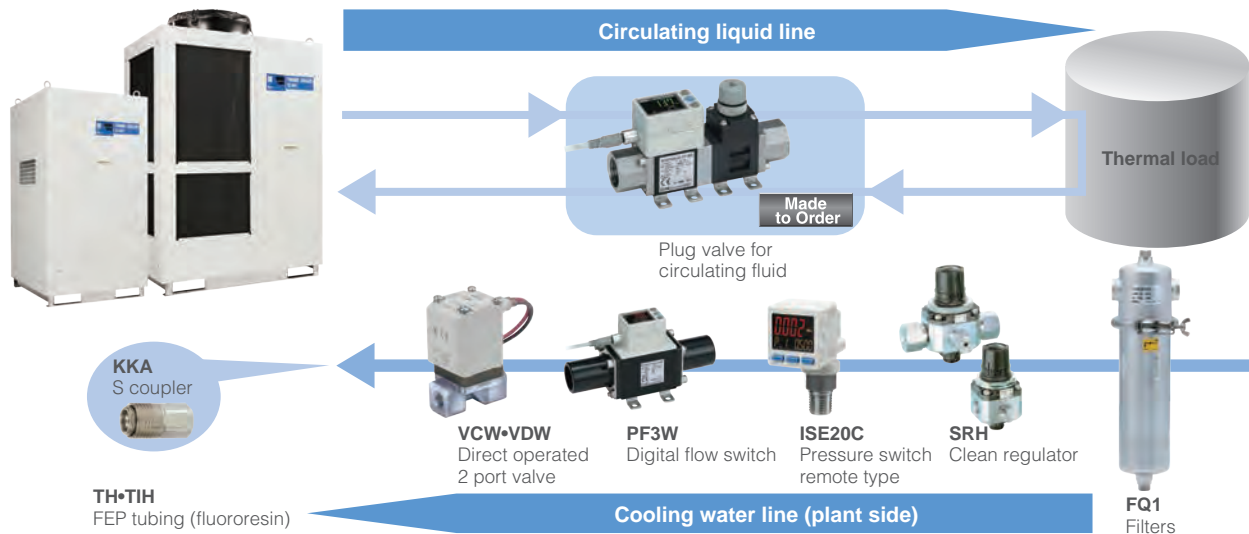 Circulating liquid line
Thermal load
Made
to Order
Plug valve for
circulating fluid
KKA
S coupler
VCW•VDW
Direct operated
2 port valve
PF3W
Digital flow switch
ISE20C
Pressure switch
remote type
SRH
Clean regulator
TH•TIH
FEP tubing (fluororesin)
Cooling water line (plant side)
FQ1
Filters